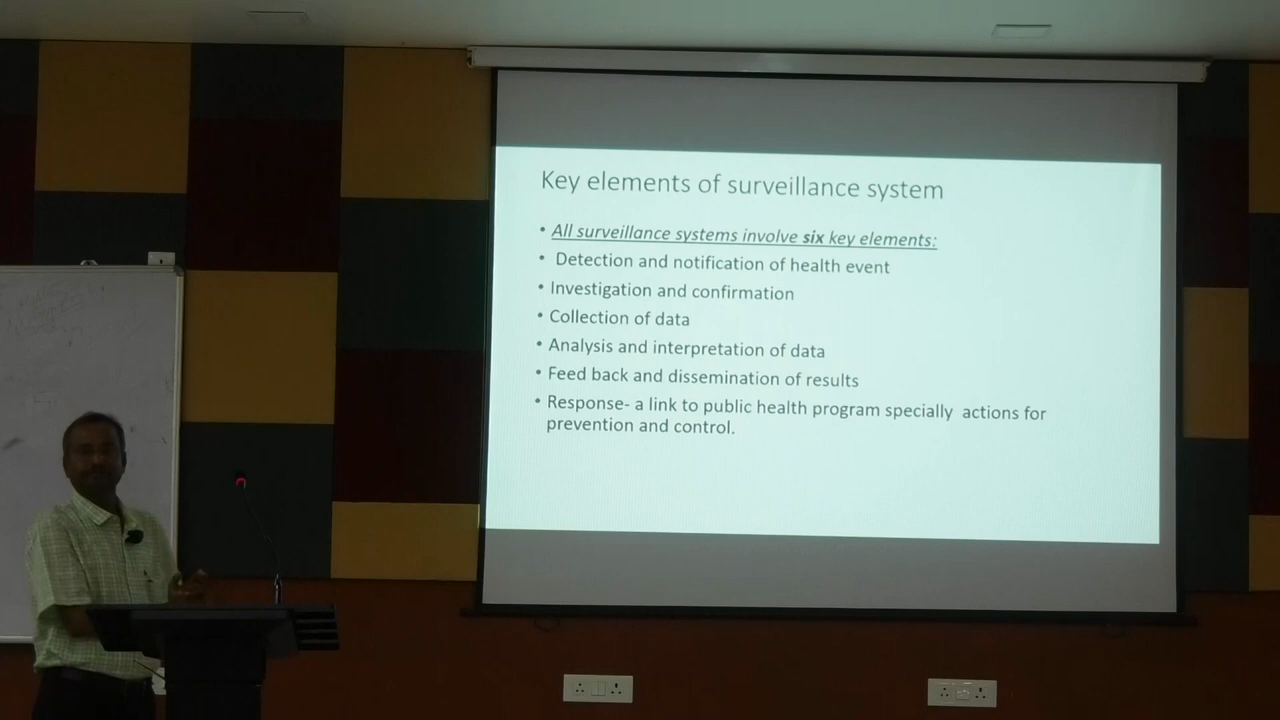 Key elements of surveillance system
• All surveillance systems involve six key elements:
• Detection and notification of health event
• Investigation and confirmation
• Collection of data
• Analysis and interpretation of data
• Feed back and dissemination of results
• Response- a link to public health program specially actions for
prevention and control.